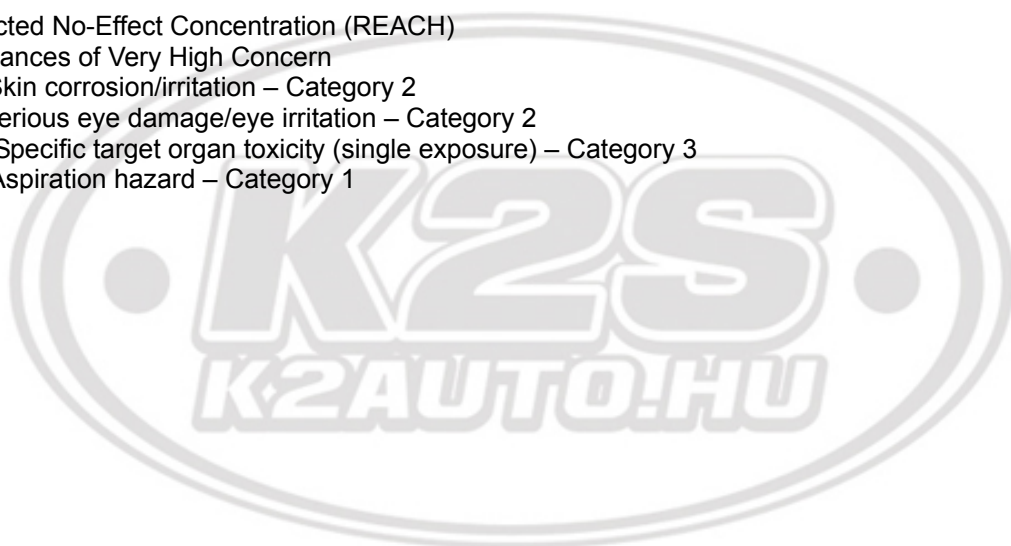 cted No-Effect Concentration (REACH)
ances of Very High Concern
Skin corrosion/irritation – Category 2
erious eye damage/eye irritation – Category 2
Specific target organ toxicity (single exposure) – Category 3
Aspiration hazard – Category 1
K2S
K2AUTO.HU